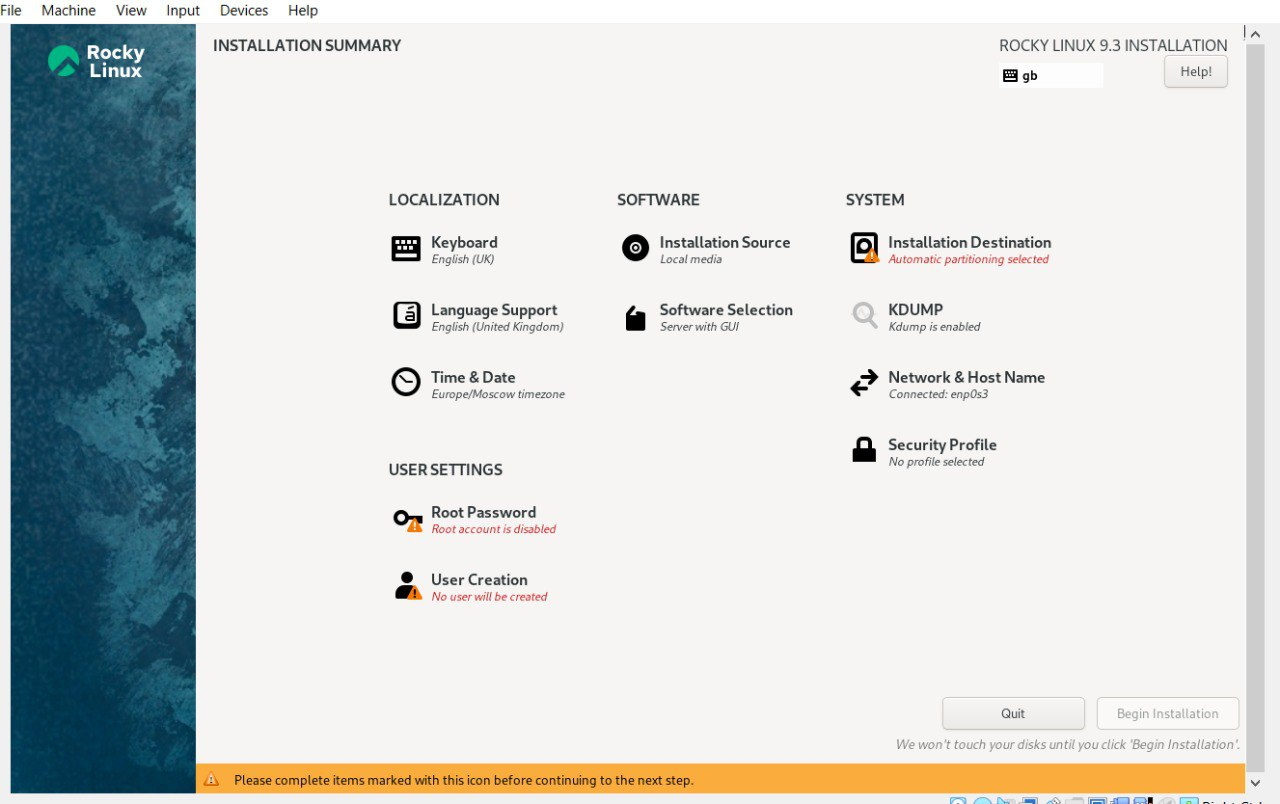 File Machine View Input Devices Help
Rocky
Linux
INSTALLATION SUMMARY
ROCKY LINUX 9.3 INSTALLATION
gb
Help!
LOCALIZATION
Keyboard
English (UK)
Language Support
English (United Kingdom)
Time & Date
Europe/Moscow timezone
SOFTWARE
Installation Source
Local media
Software Selection
Server with GUI
SYSTEM
Installation Destination
Automatic partitioning selected
KDUMP
Kdump is enabled
Network & Host Name
Connected: enp0s3
Security Profile
No profile selected
USER SETTINGS
Root Password
Root account is disabled
User Creation
No user will be created
Quit
Begin Installation
We won't touch your disks until you click 'Begin Installation'.
Please complete items marked with this icon before continuing to the next step.